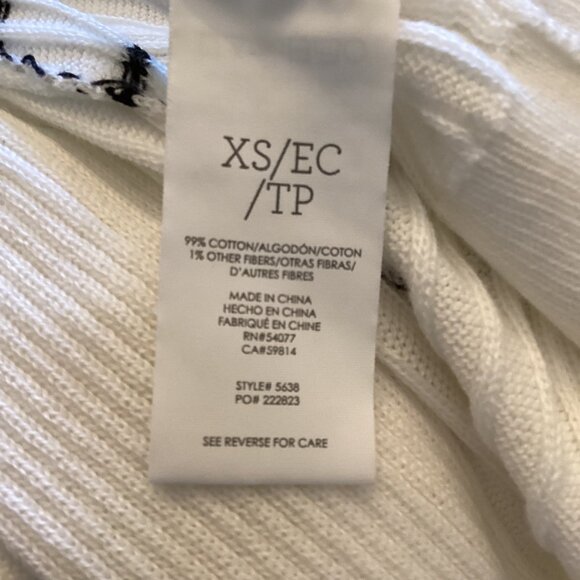 XS/EC
/TP
99% COTTON/ALGODÓN/COTON
1% OTHER FIBERS/OTRAS FIBRAS/
D'AUTRES FIBRES
MADE IN CHINA
HECHO EN CHINA
FABRIQUÉ EN CHINE
RN#54077
CA#59814
STYLE# 5638
PO# 222823
SEE REVERSE FOR CARE